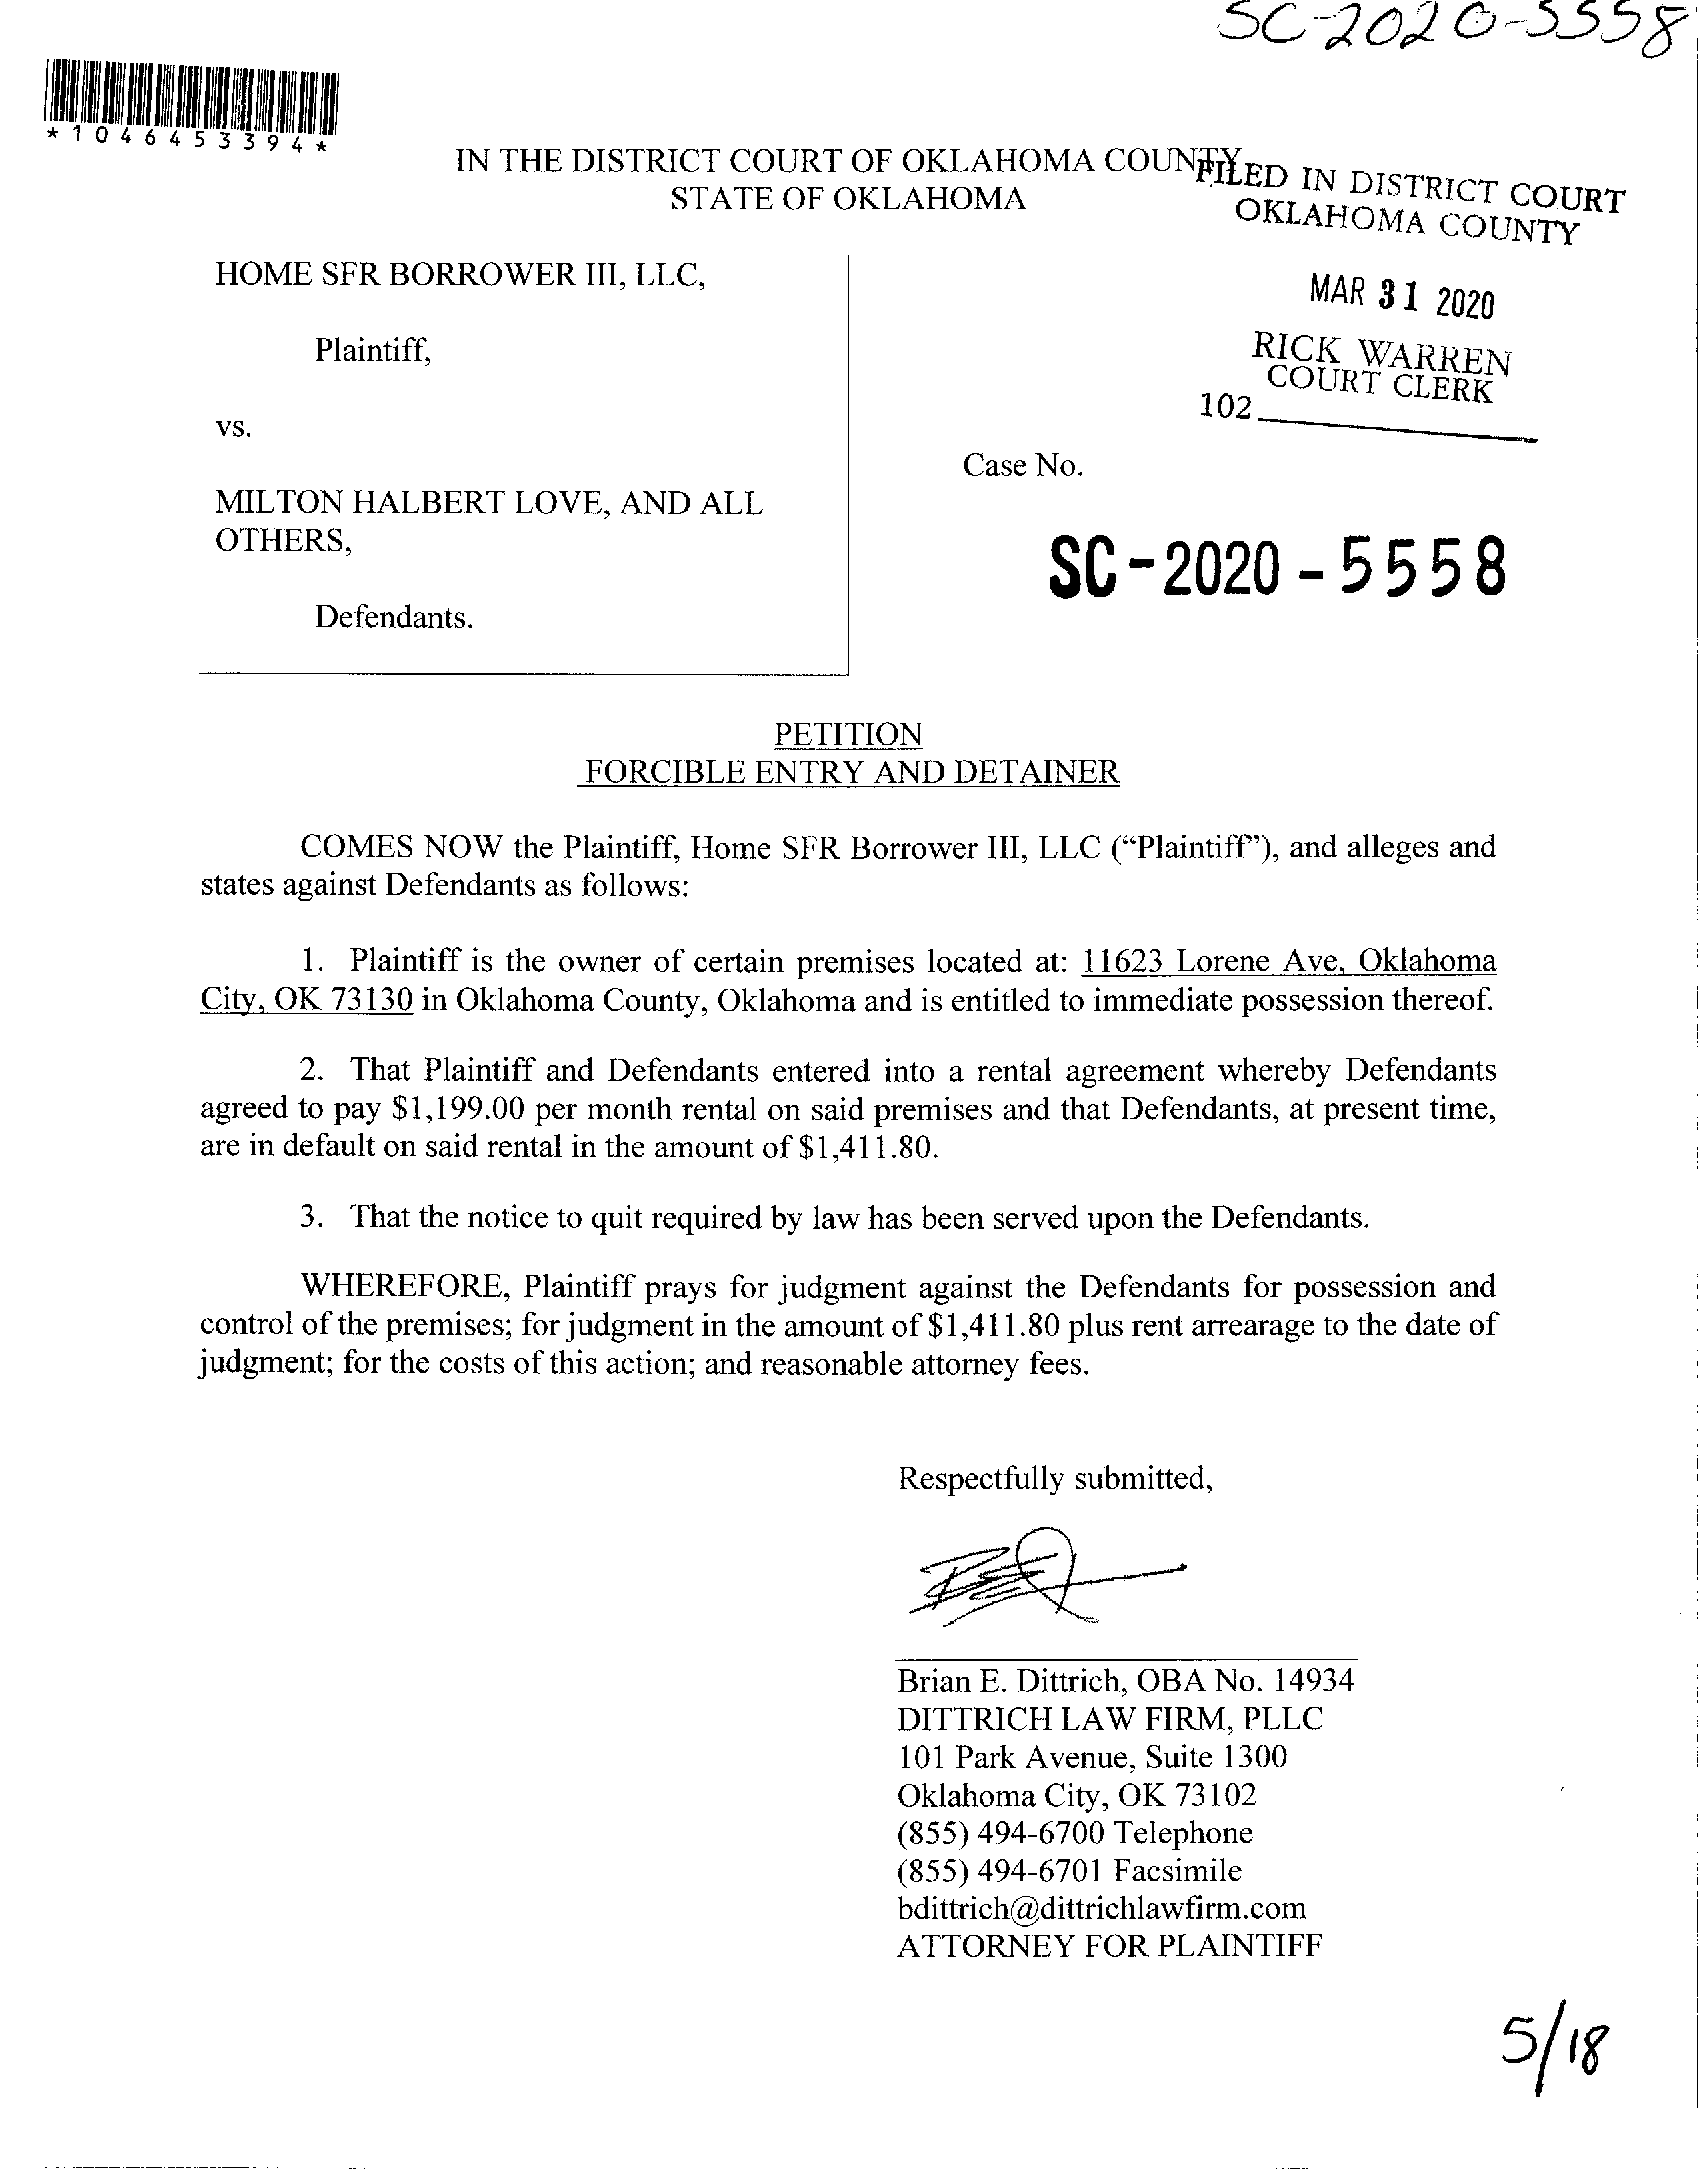 SC-2020-5558
*1046453394*
IN THE DISTRICT COURT OF OKLAHOMA COUNTY
STATE OF OKLAHOMA
FILED IN DISTRICT COURT
OKLAHOMA COUNTY
MAR 31 2020
RICK WARREN
COURT CLERK
102
HOME SFR BORROWER III, LLC,
Plaintiff,
vs.
MILTON HALBERT LOVE, AND ALL
OTHERS,
Defendants.
Case No.
SC-2020-5558
PETITION
FORCIBLE ENTRY AND DETAINER
COMES NOW the Plaintiff, Home SFR Borrower III, LLC (“Plaintiff”), and alleges and
states against Defendants as follows:
1. Plaintiff is the owner of certain premises located at: 11623 Lorene Ave, Oklahoma
City, OK 73130 in Oklahoma County, Oklahoma and is entitled to immediate possession thereof.
2. That Plaintiff and Defendants entered into a rental agreement whereby Defendants
agreed to pay $1,199.00 per month rental on said premises and that Defendants, at present time,
are in default on said rental in the amount of $1,411.80.
3. That the notice to quit required by law has been served upon the Defendants.
WHEREFORE, Plaintiff prays for judgment against the Defendants for possession and
control of the premises; for judgment in the amount of $1,411.80 plus rent arrearage to the date of
judgment; for the costs of this action; and reasonable attorney fees.
Respectfully submitted,
Brian E. Dittrich, OBA No. 14934
DITTRICH LAW FIRM, PLLC
101 Park Avenue, Suite 1300
Oklahoma City, OK 73102
(855) 494-6700 Telephone
(855) 494-6701 Facsimile
bdittrich@dittrichlawfirm.com
ATTORNEY FOR PLAINTIFF
5/18